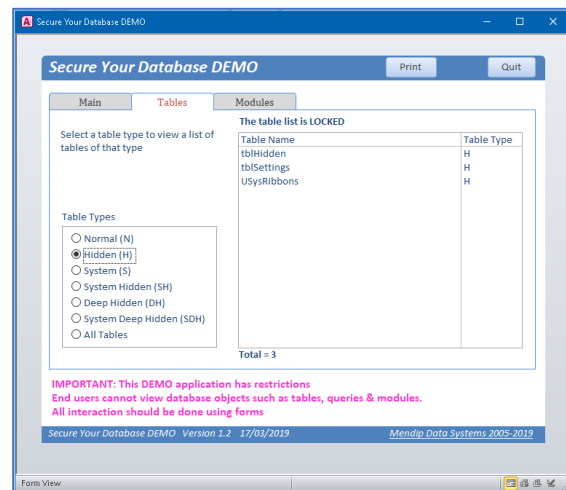 Secure Your Database DEMO
Secure Your Database DEMO
Print
Quit
Main
Tables
Modules
The table list is LOCKED
Select a table type to view a list of
tables of that type
Table Name
Table Type
tblHidden
H
tblSettings
H
USysRibbons
H
Table Types
Normal (N)
Hidden (H)
System (S)
System Hidden (SH)
Deep Hidden (DH)
System Deep Hidden (SDH)
All Tables
Total = 3
IMPORTANT: This DEMO application has restrictions
End users cannot view database objects such as tables, queries & modules.
All interaction should be done using forms
Secure Your Database DEMO Version 1.2 17/03/2019
Mendip Data Systems 2005-2019
Form View